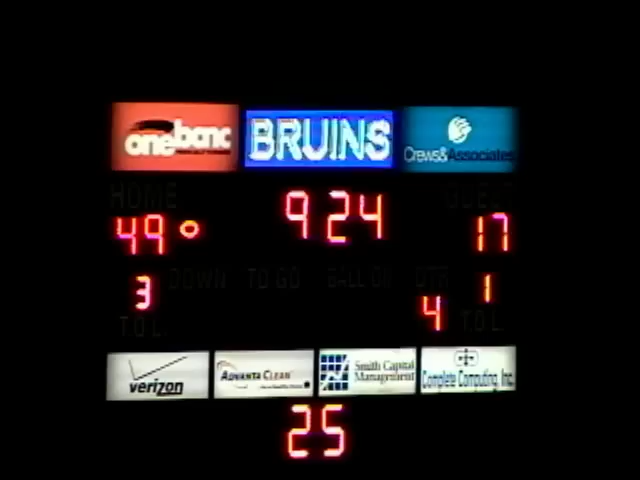 onebanc
BRUINS
Crews&Associates
HOME
GUEST
49
9 24
17
DOWN
TO GO
BALL ON
QTR
3
4
1
T.O.L.
T.O.L.
verizon
ADVANTA CLEAN
Smith Capital
Management
Complete Computing, Inc.
25